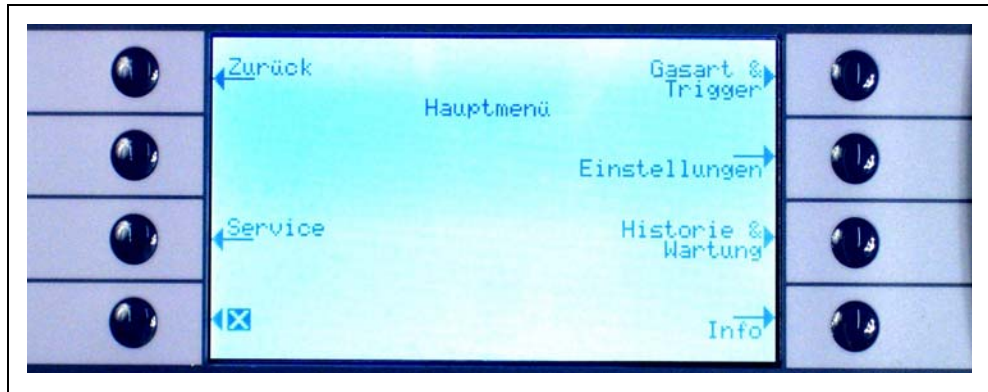 Zurück
Gasart &
Trigger
Hauptmenü
Einstellungen
Service
Historie &
Wartung
Info